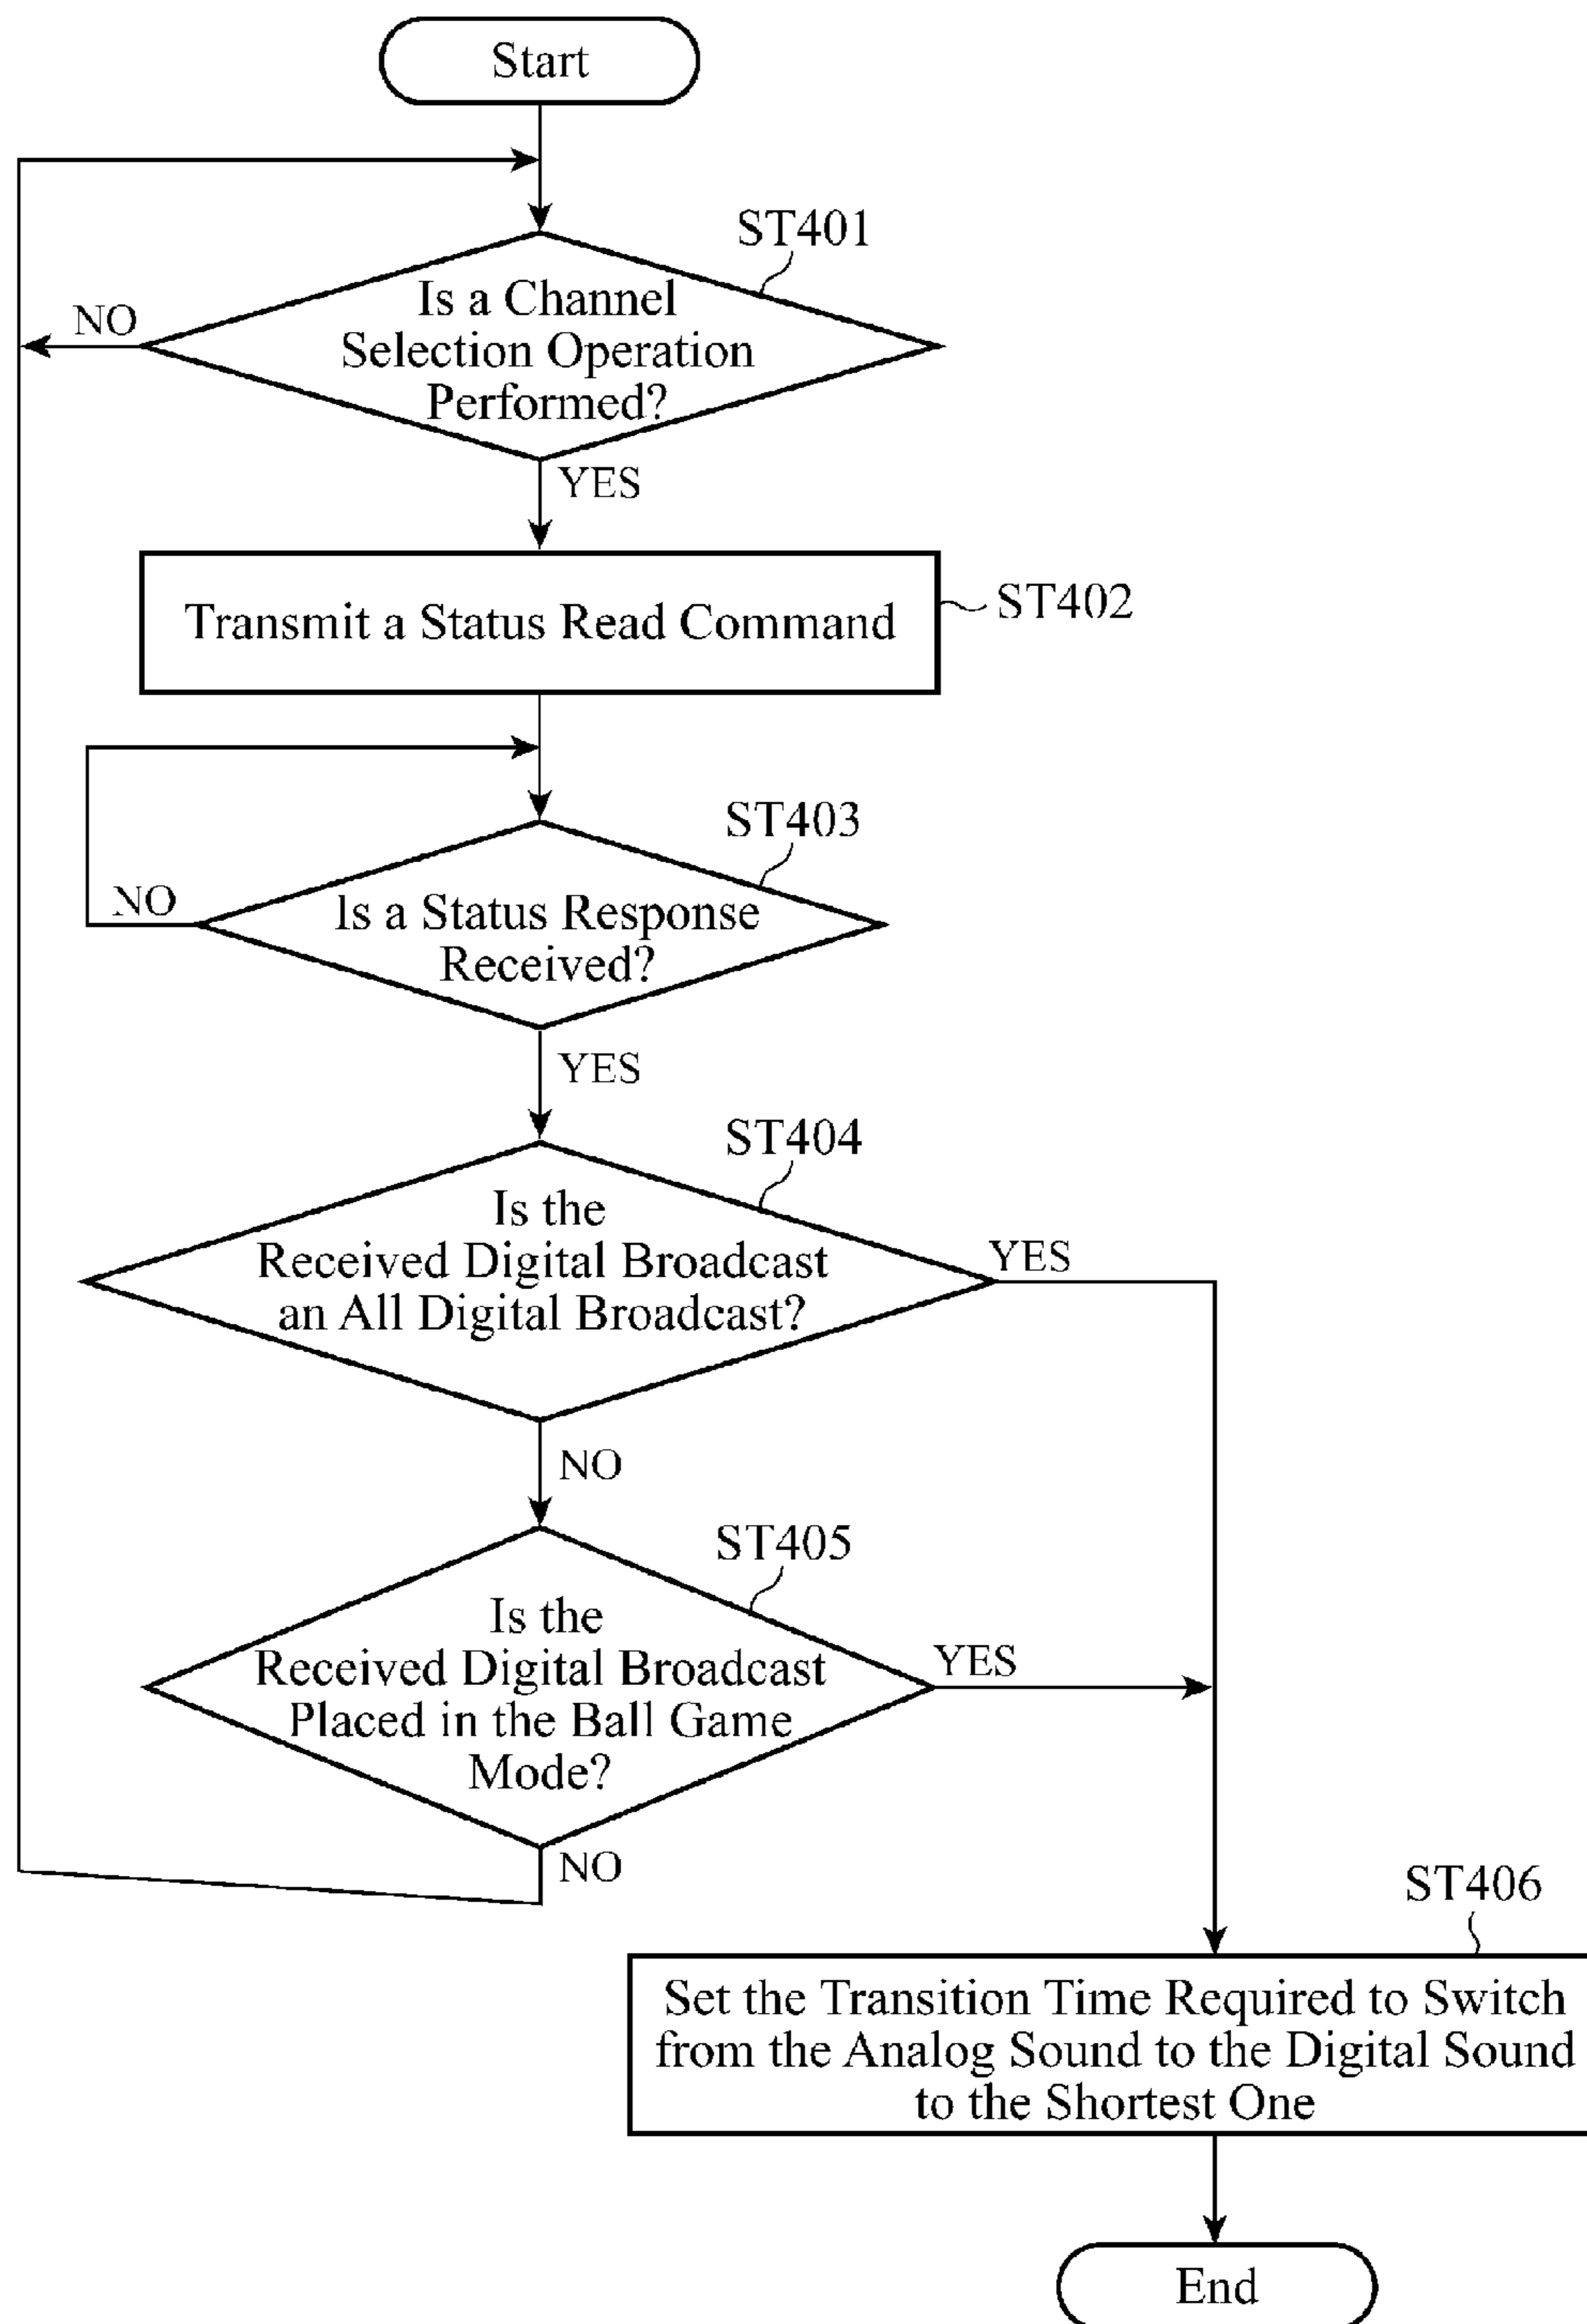 Start
ST401
Is a Channel
Selection Operation
Performed?
NO
YES
Transmit a Status Read Command
ST402
ST403
Is a Status Response
Received?
NO
YES
ST404
Is the
Received Digital Broadcast
an All Digital Broadcast?
YES
NO
ST405
Is the
Received Digital Broadcast
Placed in the Ball Game
Mode?
YES
NO
ST406
Set the Transition Time Required to Switch
from the Analog Sound to the Digital Sound
to the Shortest One
End